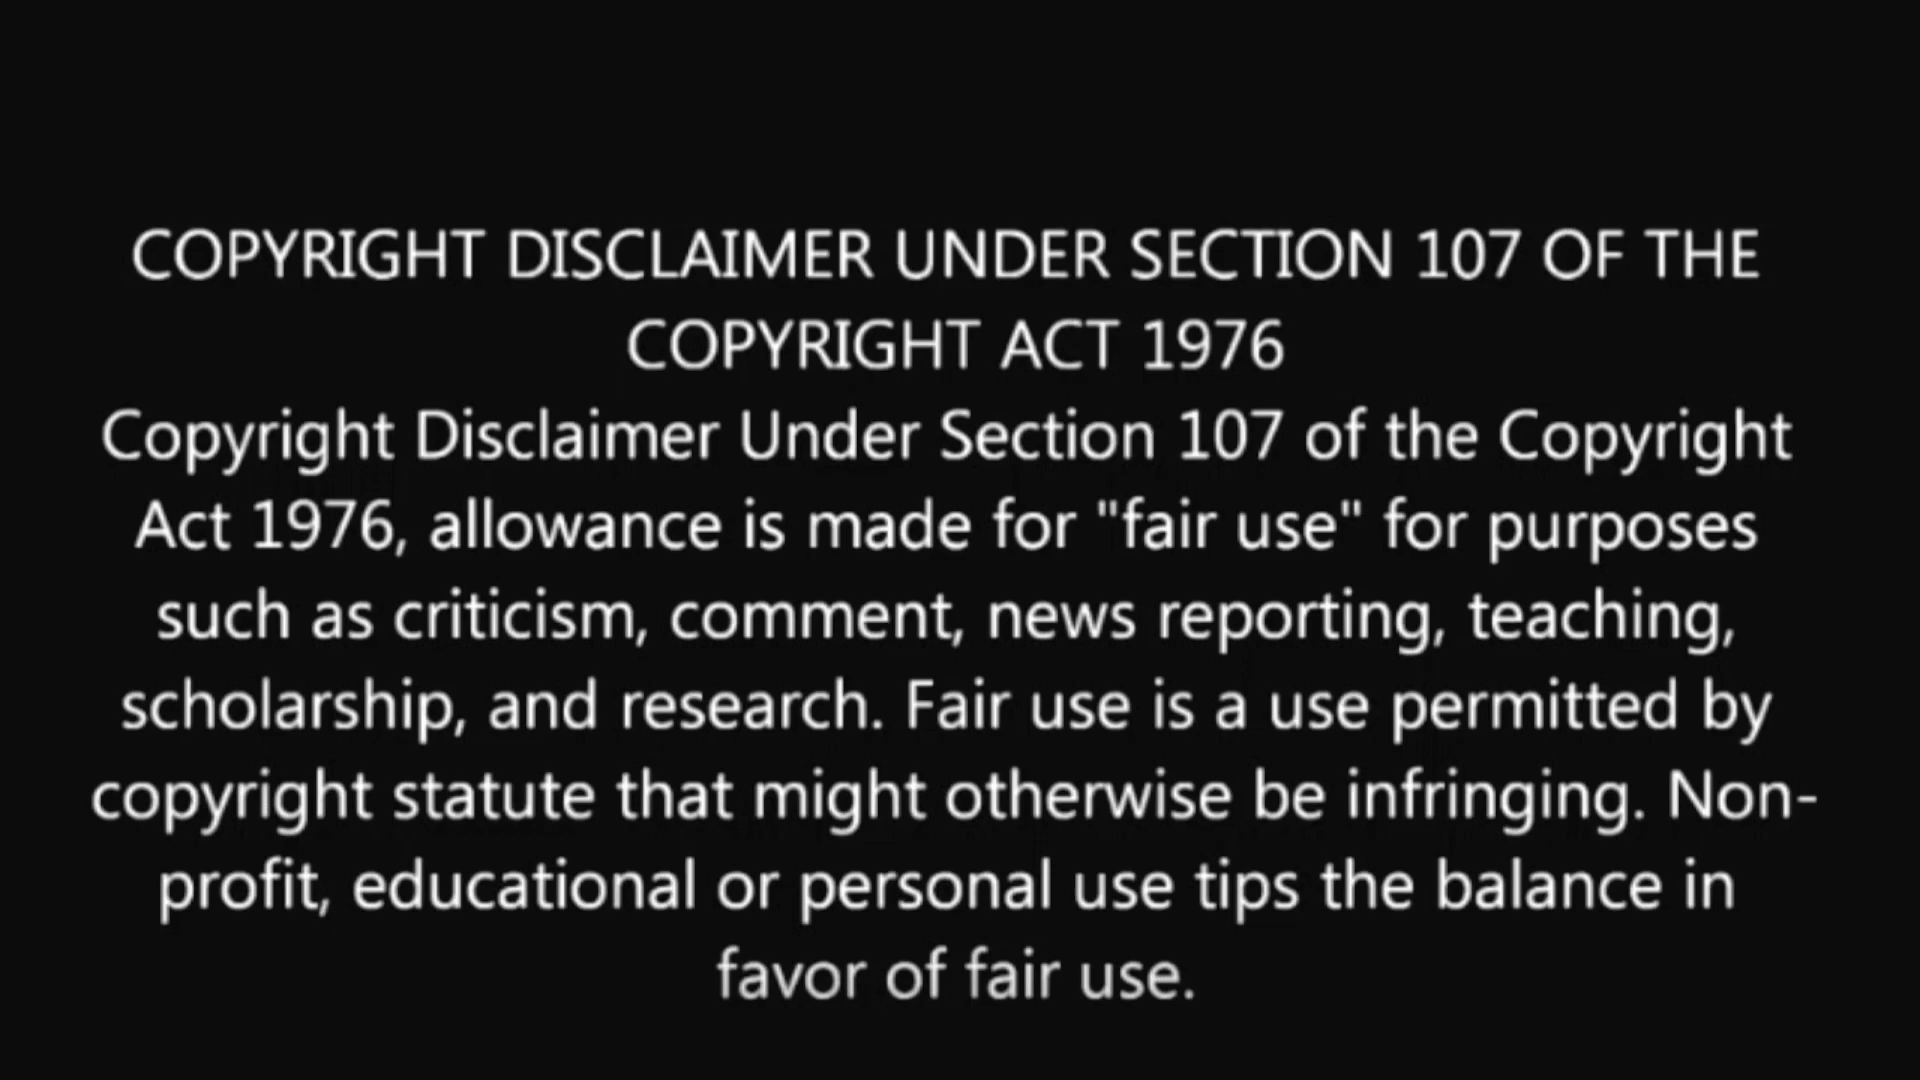 COPYRIGHT DISCLAIMER UNDER SECTION 107 OF THE
COPYRIGHT ACT 1976
Copyright Disclaimer Under Section 107 of the Copyright
Act 1976, allowance is made for "fair use" for purposes
such as criticism, comment, news reporting, teaching,
scholarship, and research. Fair use is a use permitted by
copyright statute that might otherwise be infringing. Non-
profit, educational or personal use tips the balance in
favor of fair use.